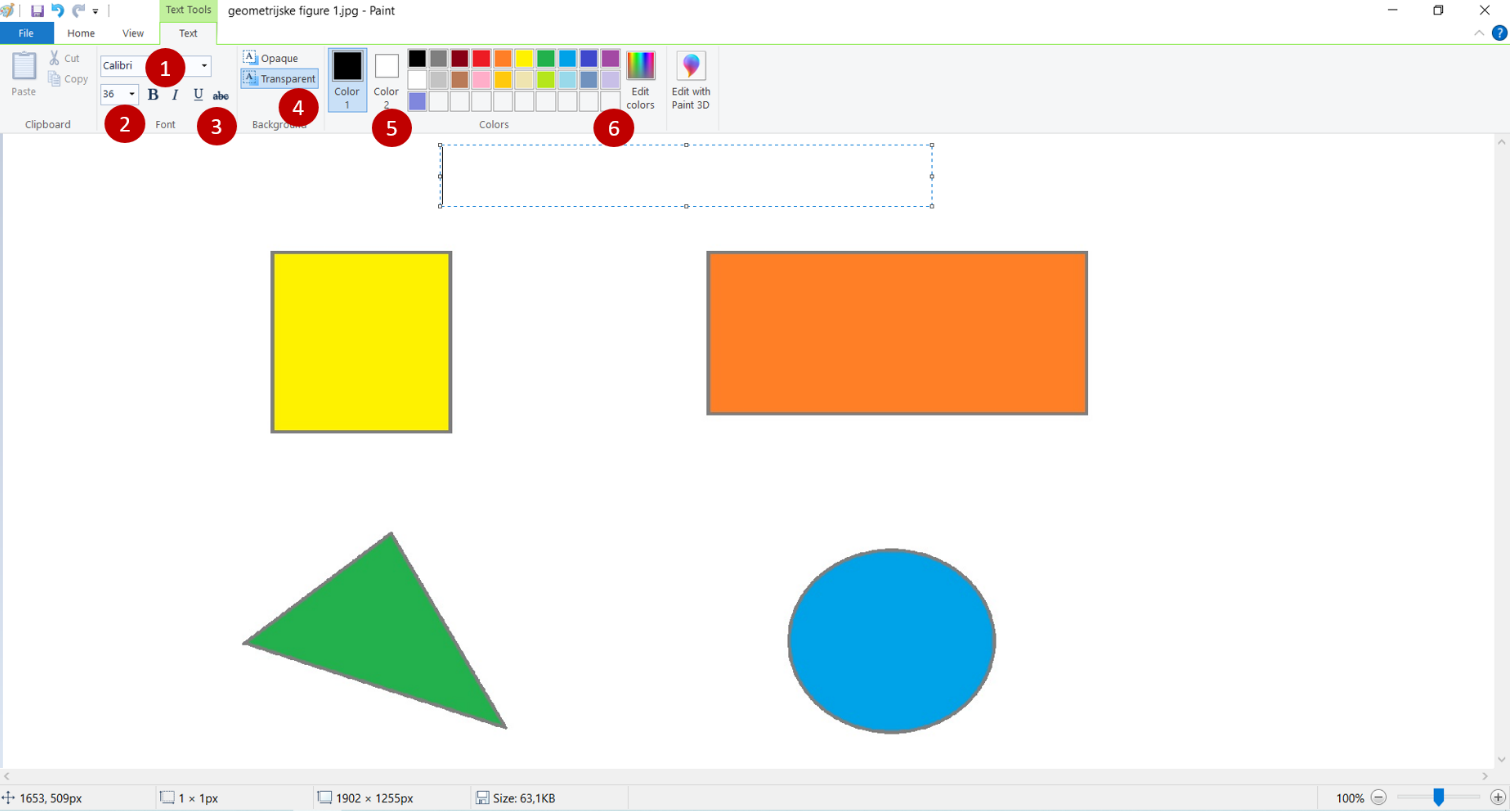 Text Tools
geometrijske figure 1.jpg - Paint
File
Home
View
Text
?
Paste
Cut
Copy
Clipboard
Calibri
1
36
B I U abc
2
Font
3
Opaque
Transparent
4
Background
Color
1
Color
2
5
Colors
Edit
colors
6
Edit with
Paint 3D
1653, 509px
1 × 1px
1902 × 1255px
Size: 63,1KB
100%